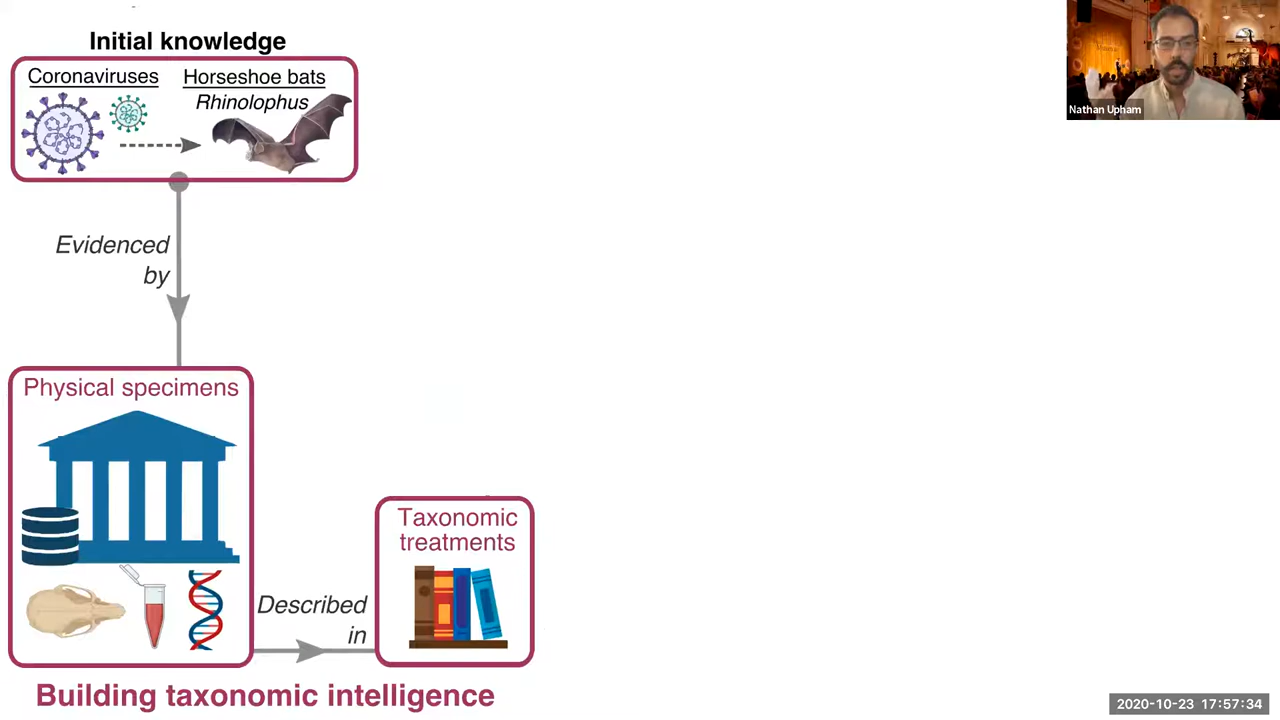 Initial knowledge
Coronaviruses
Horseshoe bats
Rhinolophus
Nathan Upham
Evidenced
by
Physical specimens
Taxonomic
treatments
Described
in
Building taxonomic intelligence
2020-10-23 17:57:34